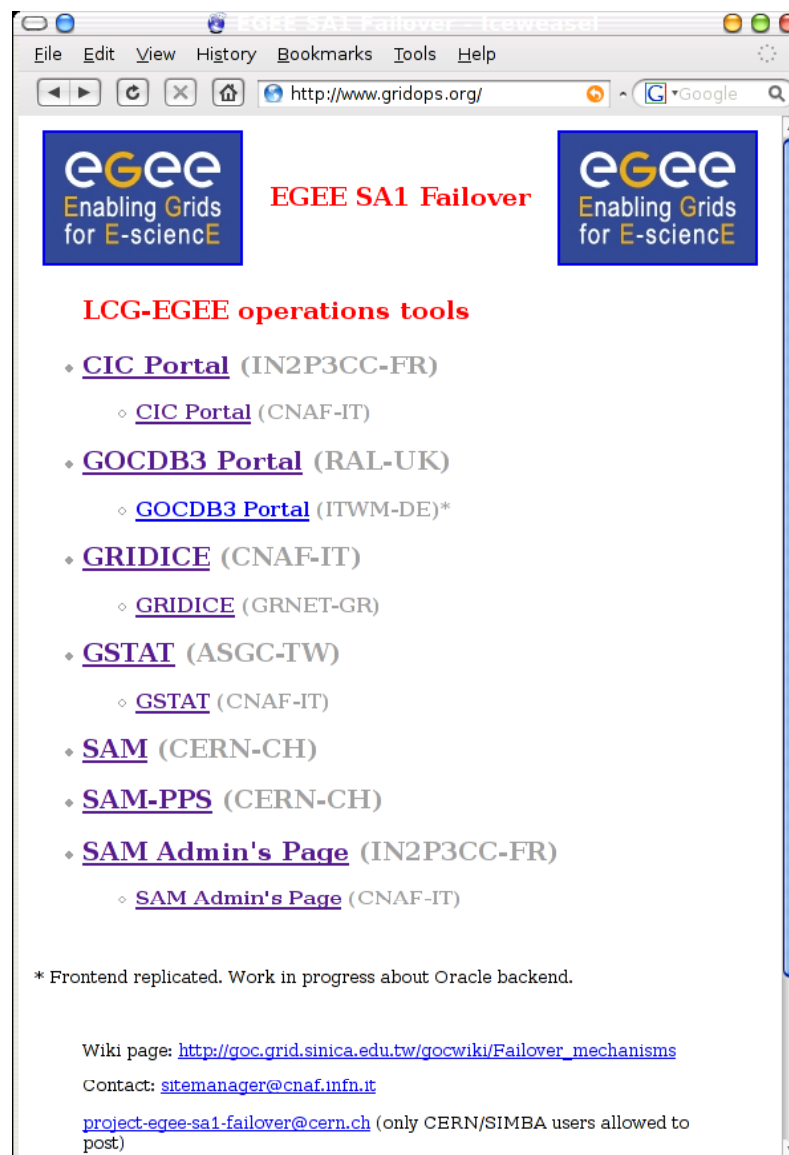 EGEE SA1 Failover - Iceweasel
File Edit View History Bookmarks Tools Help
http://www.gridops.org/ G Google
eGee
Enabling Grids
for E-sciencE
EGEE SA1 Failover
eGee
Enabling Grids
for E-sciencE
LCG-EGEE operations tools
CIC Portal (IN2P3CC-FR)
CIC Portal (CNAF-IT)
GOCDB3 Portal (RAL-UK)
GOCDB3 Portal (ITWM-DE)*
GRIDICE (CNAF-IT)
GRIDICE (GRNET-GR)
GSTAT (ASGC-TW)
GSTAT (CNAF-IT)
SAM (CERN-CH)
SAM-PPS (CERN-CH)
SAM Admin's Page (IN2P3CC-FR)
SAM Admin's Page (CNAF-IT)
* Frontend replicated. Work in progress about Oracle backend.
Wiki page: http://goc.grid.sinica.edu.tw/gocwiki/Failover_mechanisms
Contact: sitemanager@cnaf.infn.it
project-egee-sa1-failover@cern.ch (only CERN/SIMBA users allowed to
post)